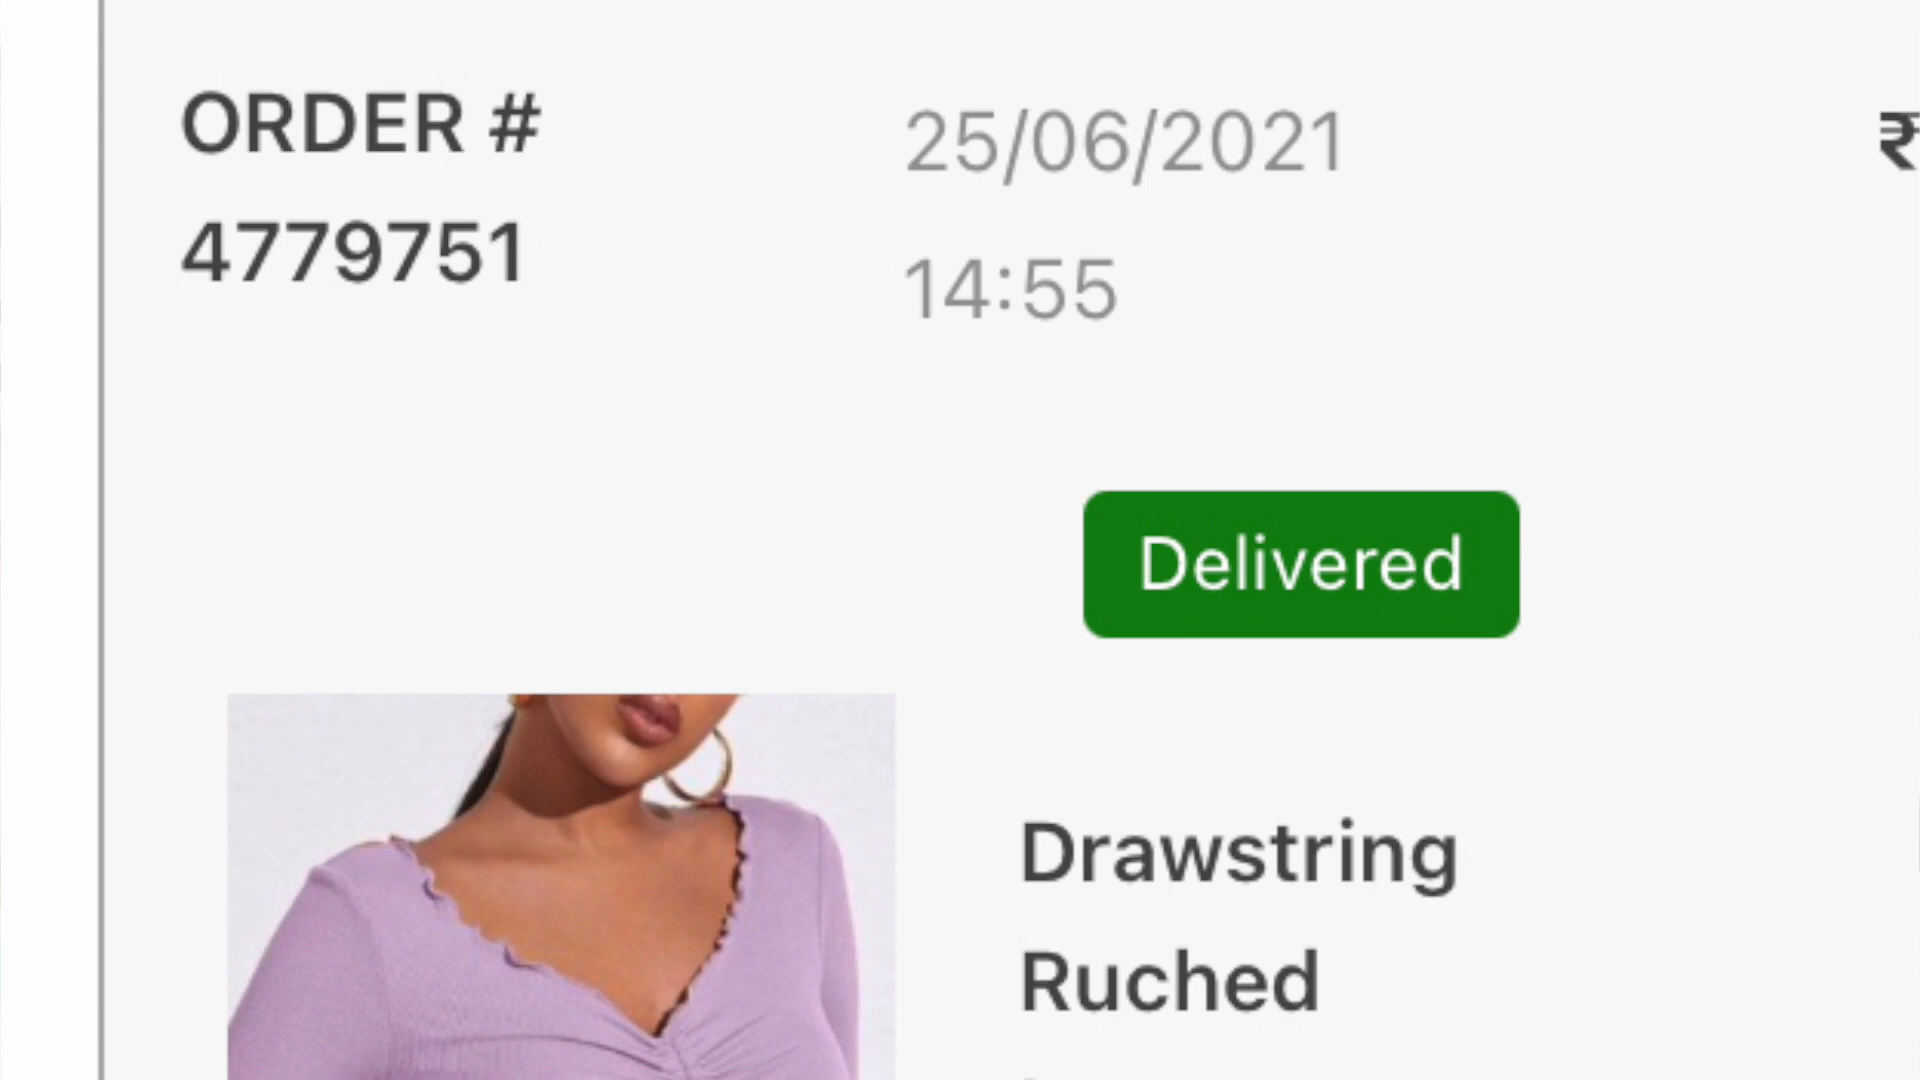 ORDER #
4779751
25/06/2021
14:55
₹
Delivered
Drawstring
Ruched